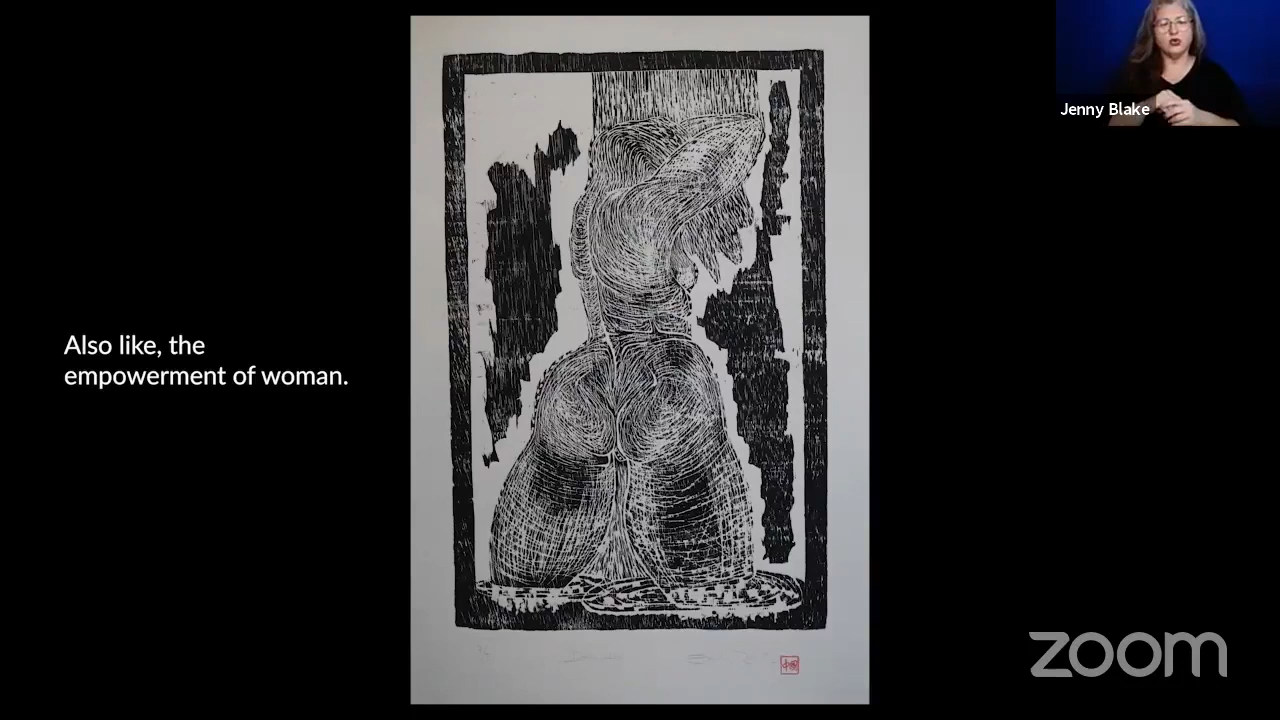 Also like, the
empowerment of woman.
Jenny Blake
zoom